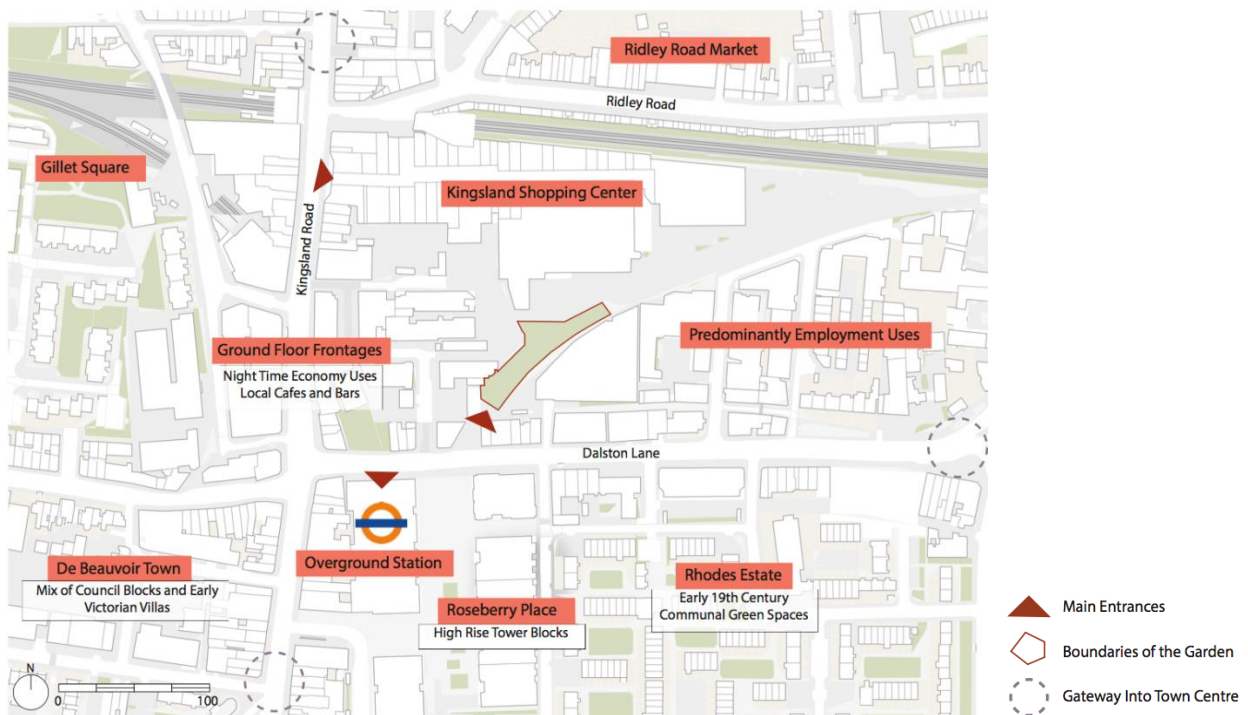 Ridley Road Market
Ridley Road
Gillet Square
Kingsland Shopping Center
Kingsland Road
Predominantly Employment Uses
Ground Floor Frontages
Night Time Economy Uses
Local Cafes and Bars
Dalston Lane
Overground Station
De Beauvoir Town
Mix of Council Blocks and Early
Victorian Villas
Rhodes Estate
Early 19th Century
Communal Green Spaces
Roseberry Place
High Rise Tower Blocks
Main Entrances
Boundaries of the Garden
Gateway Into Town Centre
N
0 100